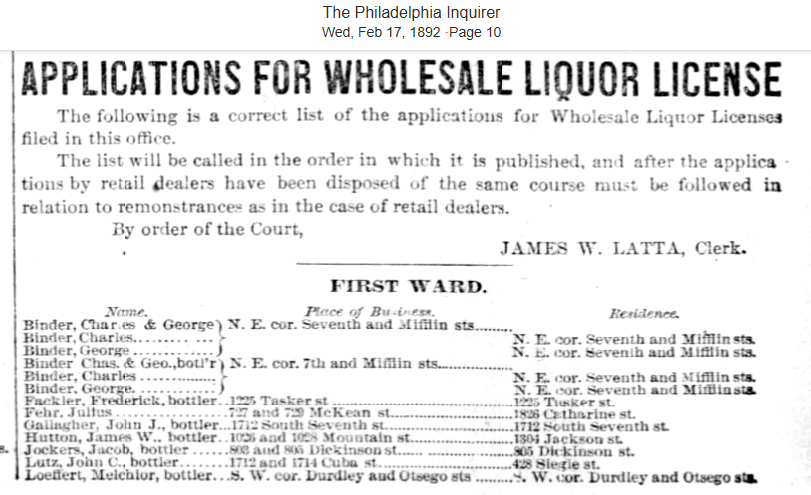 The Philadelphia Inquirer
Wed, Feb 17, 1892 ·Page 10
APPLICATIONS FOR WHOLESALE LIQUOR LICENSE
The following is a correct list of the applications for Wholesale Liquor Licenses
filed in this office.
The list will be called in the order in which it is published, and after the applica-
tions by retail dealers have been disposed of the same course must be followed in
relation to remonstrances as in the case of retail dealers.
By order of the Court,
JAMES W. LATTA, Clerk.
FIRST WARD.
Name. Place of Business. Residence.
Binder, Charles & George} N. E. cor. Seventh and Mifflin sts.........
Binder, Charles............ } N. E. cor. Seventh and Mifflin sts.
Binder, George ............ } N. E. cor. Seventh and Mifflin sts.
Binder Chas. & Geo., botl'r} N. E. cor. 7th and Mifflin sts..................
Binder, Charles ............... } N. E. cor. Seventh and Mifflin sts.
Binder, George. .............. } N. E. cor. Seventh and Mifflin sts.
Fackler, Frederick, bottler..1225 Tasker st ........................1225 Tasker st.
Fehr, Julius ....................727 and 729 McKean st..................1826 Catharine st.
Gallagher, John J., bottler...1712 South Seventh st..................1712 South Seventh st.
Hutton, James W.. bottler..1026 and 1028 Mountain st..................1304 Jackson st.
s. Jockers, Jacob, bottler ......803 and 805 Dickinson st..................805 Dickinson st.
Lutz, John C., bottler.........1712 and 1714 Cuba st..................428 Siegle st.
Loeffert, Melchior, bottler...S. W. cor. Durdley and Otsego sts .........S. W. cor. Durdley and Otsego sts.